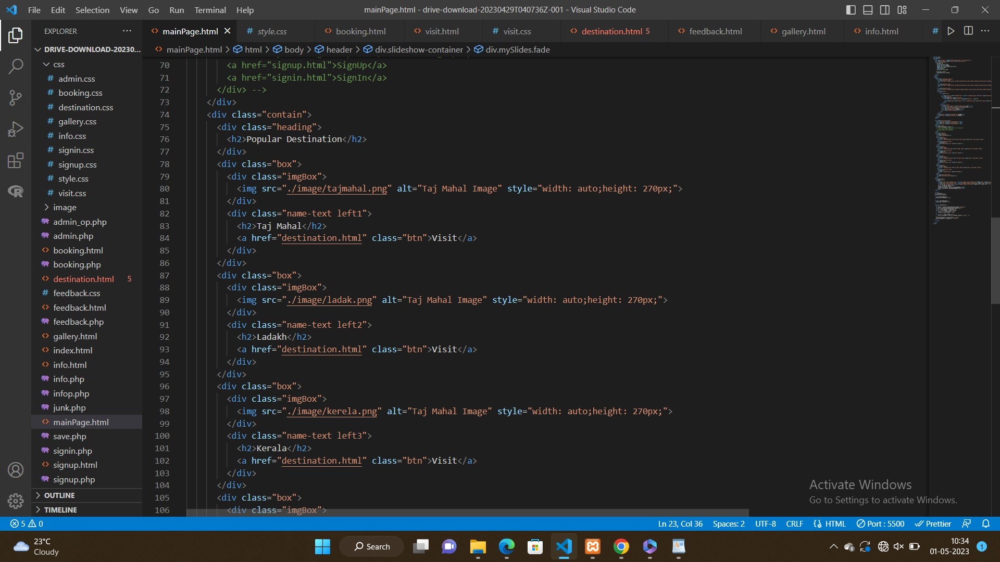 File Edit Selection View Go Run Terminal Help
mainPage.html - drive-download-20230429T040736Z-001 - Visual Studio Code
EXPLORER
mainPage.html
style.css
booking.html
visit.html
visit.css
destination.html 5
feedback.html
gallery.html
info.html
DRIVE-DOWNLOAD-20230...
mainPage.html > html > body > header > div.slideshow-container > div.mySlides.fade
css
admin.css
booking.css
destination.css
gallery.css
info.css
signin.css
signup.css
style.css
visit.css
image
admin_op.php
admin.php
booking.html
booking.php
destination.html 5
feedback.css
feedback.html
feedback.php
gallery.html
index.html
info.html
info.php
infop.php
junk.php
mainPage.html
save.php
signin.php
signup.html
signup.php
OUTLINE
TIMELINE
70 <a href="signup.html">SignUp</a>
71 <a href="signin.html">SignIn</a>
72 </div> -->
73 </div>
74 <div class="contain">
75 <div class="heading">
76 <h2>Popular Destination</h2>
77 </div>
78 <div class="box">
79 <div class="imgBox">
80 <img src="./image/tajmahal.png" alt="Taj Mahal Image" style="width: auto;height: 270px;">
81 </div>
82 <div class="name-text left1">
83 <h2>Taj Mahal</h2>
84 <a href="destination.html" class="btn">Visit</a>
85 </div>
86 </div>
87 <div class="box">
88 <div class="imgBox">
89 <img src="./image/ladak.png" alt="Taj Mahal Image" style="width: auto;height: 270px;">
90 </div>
91 <div class="name-text left2">
92 <h2>Ladakh</h2>
93 <a href="destination.html" class="btn">Visit</a>
94 </div>
95 </div>
96 <div class="box">
97 <div class="imgBox">
98 <img src="./image/kerela.png" alt="Taj Mahal Image" style="width: auto;height: 270px;">
99 </div>
100 <div class="name-text left3">
101 <h2>Kerala</h2>
102 <a href="destination.html" class="btn">Visit</a>
103 </div>
104 </div>
105 <div class="box">
106 <div class="imgBox">
Activate Windows
Go to Settings to activate Windows.
5 0
Ln 23, Col 36 Spaces: 2 UTF-8 CRLF HTML Port : 5500 Prettier
23°C
Cloudy
Search
10:34
01-05-2023
1